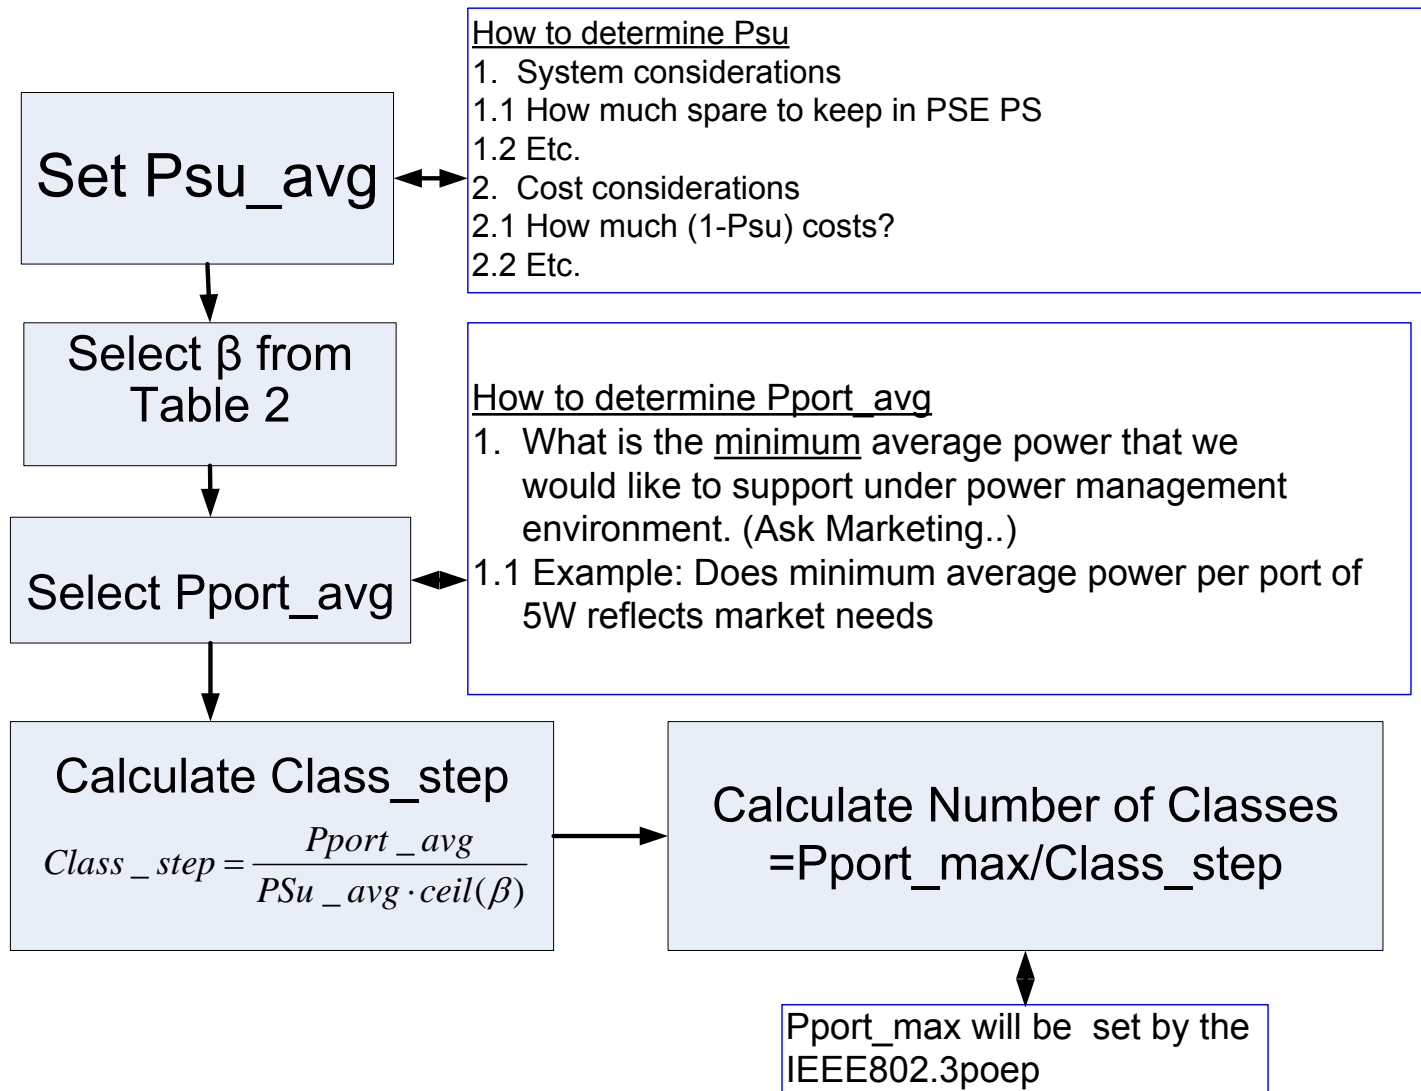 How to determine Psu
1. System considerations
1.1 How much spare to keep in PSE PS
1.2 Etc.
2. Cost considerations
2.1 How much (1-Psu) costs?
2.2 Etc.
Set Psu_avg
Select β from
Table 2
How to determine Pport_avg
1. What is the minimum average power that we
would like to support under power management
environment. (Ask Marketing..)
1.1 Example: Does minimum average power per port of
5W reflects market needs
Select Pport_avg
Calculate Class_step
Class_step = Pport_avg / PSu_avg · ceil(β)
Calculate Number of Classes
=Pport_max/Class_step
Pport_max will be set by the
IEEE802.3poep